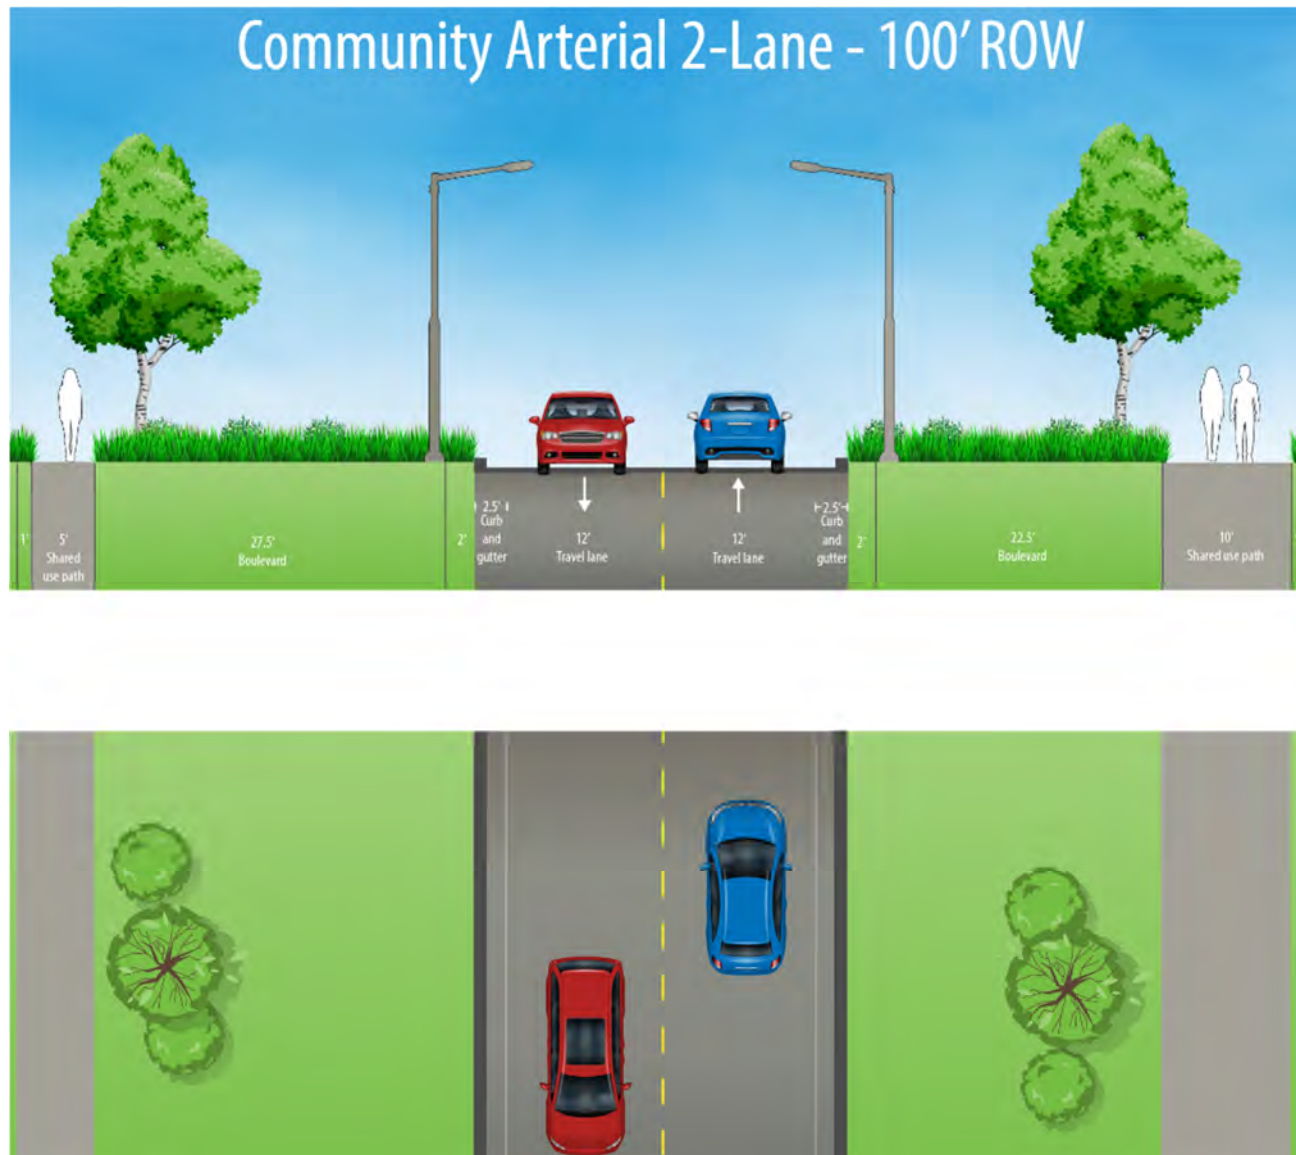 Community Arterial 2-Lane - 100' ROW
1'
5'
Shared
use path
27.5'
Boulevard
2'
2.5'
Curb
and
gutter
12'
Travel lane
12'
Travel lane
2.5'
Curb
and
gutter
2'
22.5'
Boulevard
10'
Shared use path